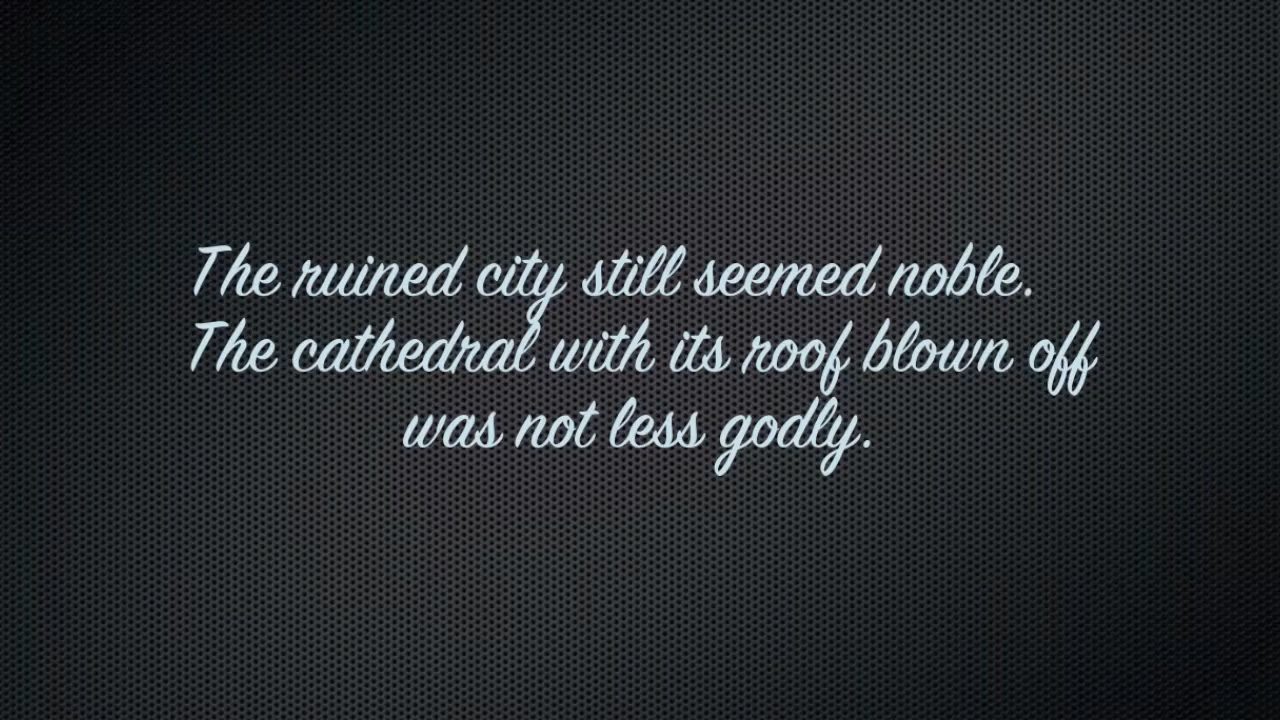 The ruined city still seemed noble.
The cathedral with its roof blown off
was not less godly.